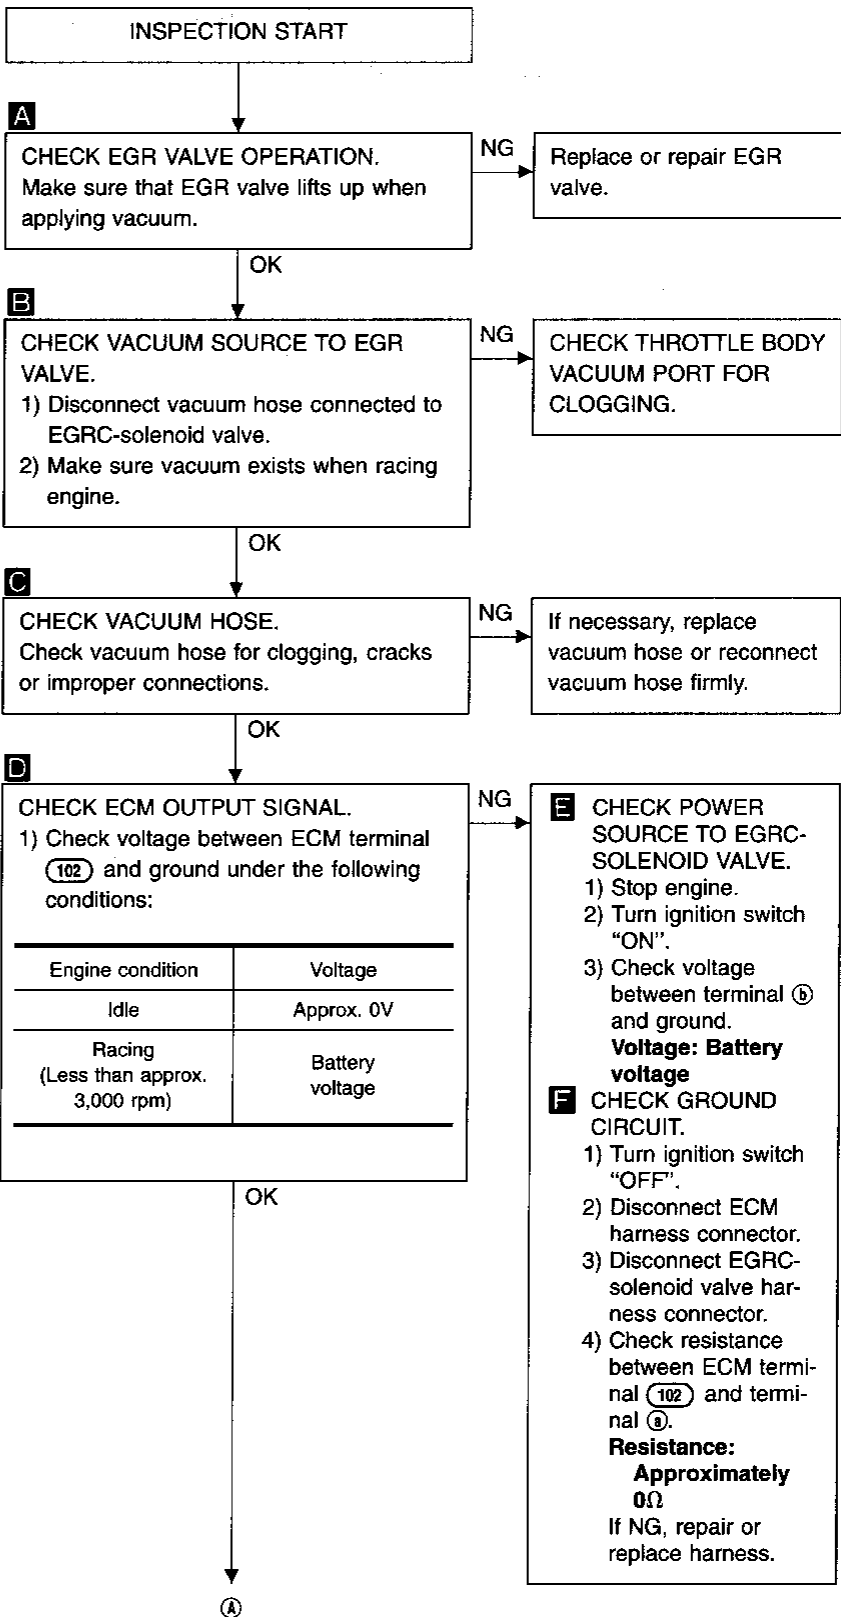 INSPECTION START
A
CHECK EGR VALVE OPERATION.
Make sure that EGR valve lifts up when
applying vacuum.
NG
Replace or repair EGR
valve.
OK
B
CHECK VACUUM SOURCE TO EGR
VALVE.
1) Disconnect vacuum hose connected to
EGRC-solenoid valve.
2) Make sure vacuum exists when racing
engine.
NG
CHECK THROTTLE BODY
VACUUM PORT FOR
CLOGGING.
OK
C
CHECK VACUUM HOSE.
Check vacuum hose for clogging, cracks
or improper connections.
NG
If necessary, replace
vacuum hose or reconnect
vacuum hose firmly.
OK
D
CHECK ECM OUTPUT SIGNAL.
1) Check voltage between ECM terminal
(102) and ground under the following
conditions:
Engine condition Voltage
Idle Approx. 0V
Racing
(Less than approx.
3,000 rpm)
Battery
voltage
NG
E CHECK POWER
SOURCE TO EGRC-
SOLENOID VALVE.
1) Stop engine.
2) Turn ignition switch
“ON”.
3) Check voltage
between terminal ⓑ
and ground.
Voltage: Battery
voltage
F CHECK GROUND
CIRCUIT.
1) Turn ignition switch
“OFF”.
2) Disconnect ECM
harness connector.
3) Disconnect EGRC-
solenoid valve har-
ness connector.
4) Check resistance
between ECM termi-
nal (102) and termi-
nal ⓐ.
Resistance:
Approximately
0Ω
If NG, repair or
replace harness.
OK
Ⓐ